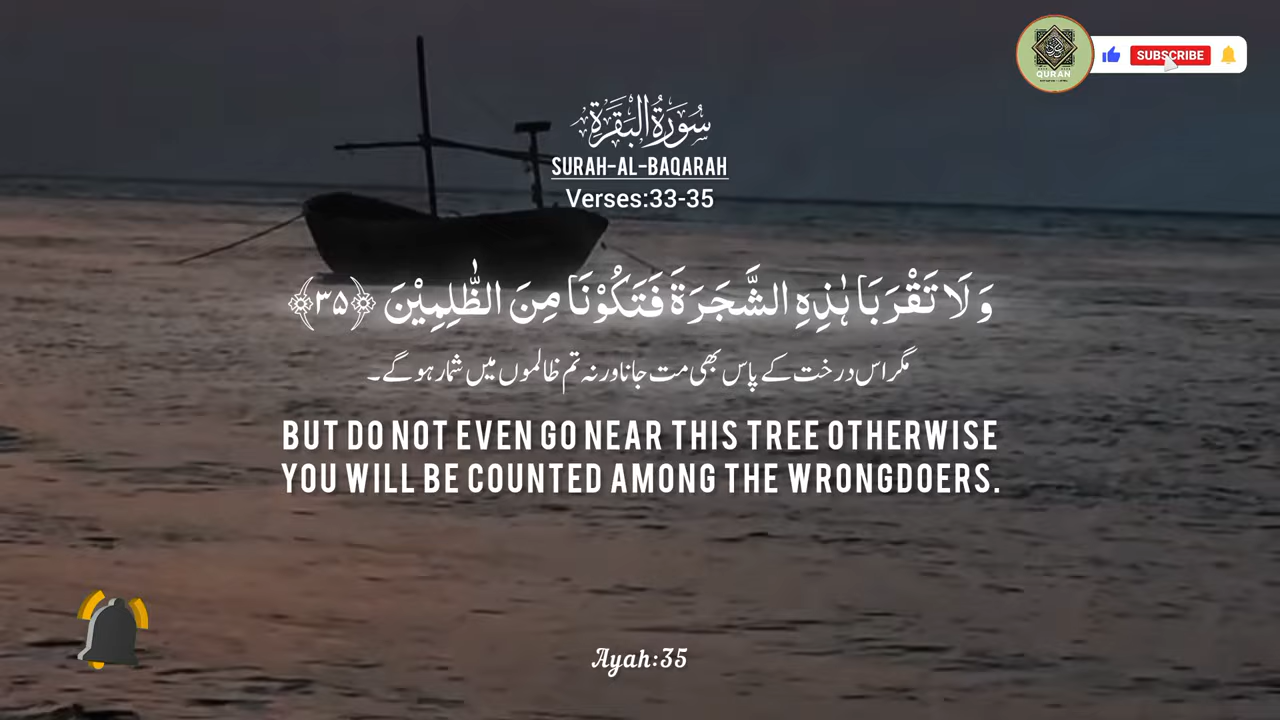 QURAN
SUBSCRIBE
سُوْرَةُ الْبَقَرَةِ
SURAH-AL-BAQARAH
Verses:33-35
وَ لَا تَقْرَبَا هٰذِهِ الشَّجَرَةَ فَتَكُوْنَا مِنَ الظّٰلِمِیْنَ ﴿۳۵﴾
مگر اس درخت کے پاس بھی مت جانا ورنہ تم ظالموں میں شمار ہو گے۔
BUT DO NOT EVEN GO NEAR THIS TREE OTHERWISE
YOU WILL BE COUNTED AMONG THE WRONGDOERS.
Ayah:35